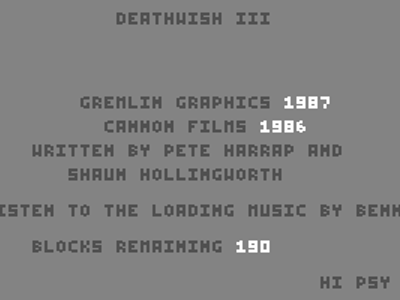 DEATHWISH III
GREMLIN GRAPHICS 1987
CANNON FILMS 1986
WRITTEN BY PETE HARRAP AND
SHAUN HOLLINGWORTH
ISTEN TO THE LOADING MUSIC BY BENN
BLOCKS REMAINING 190
HI PSY